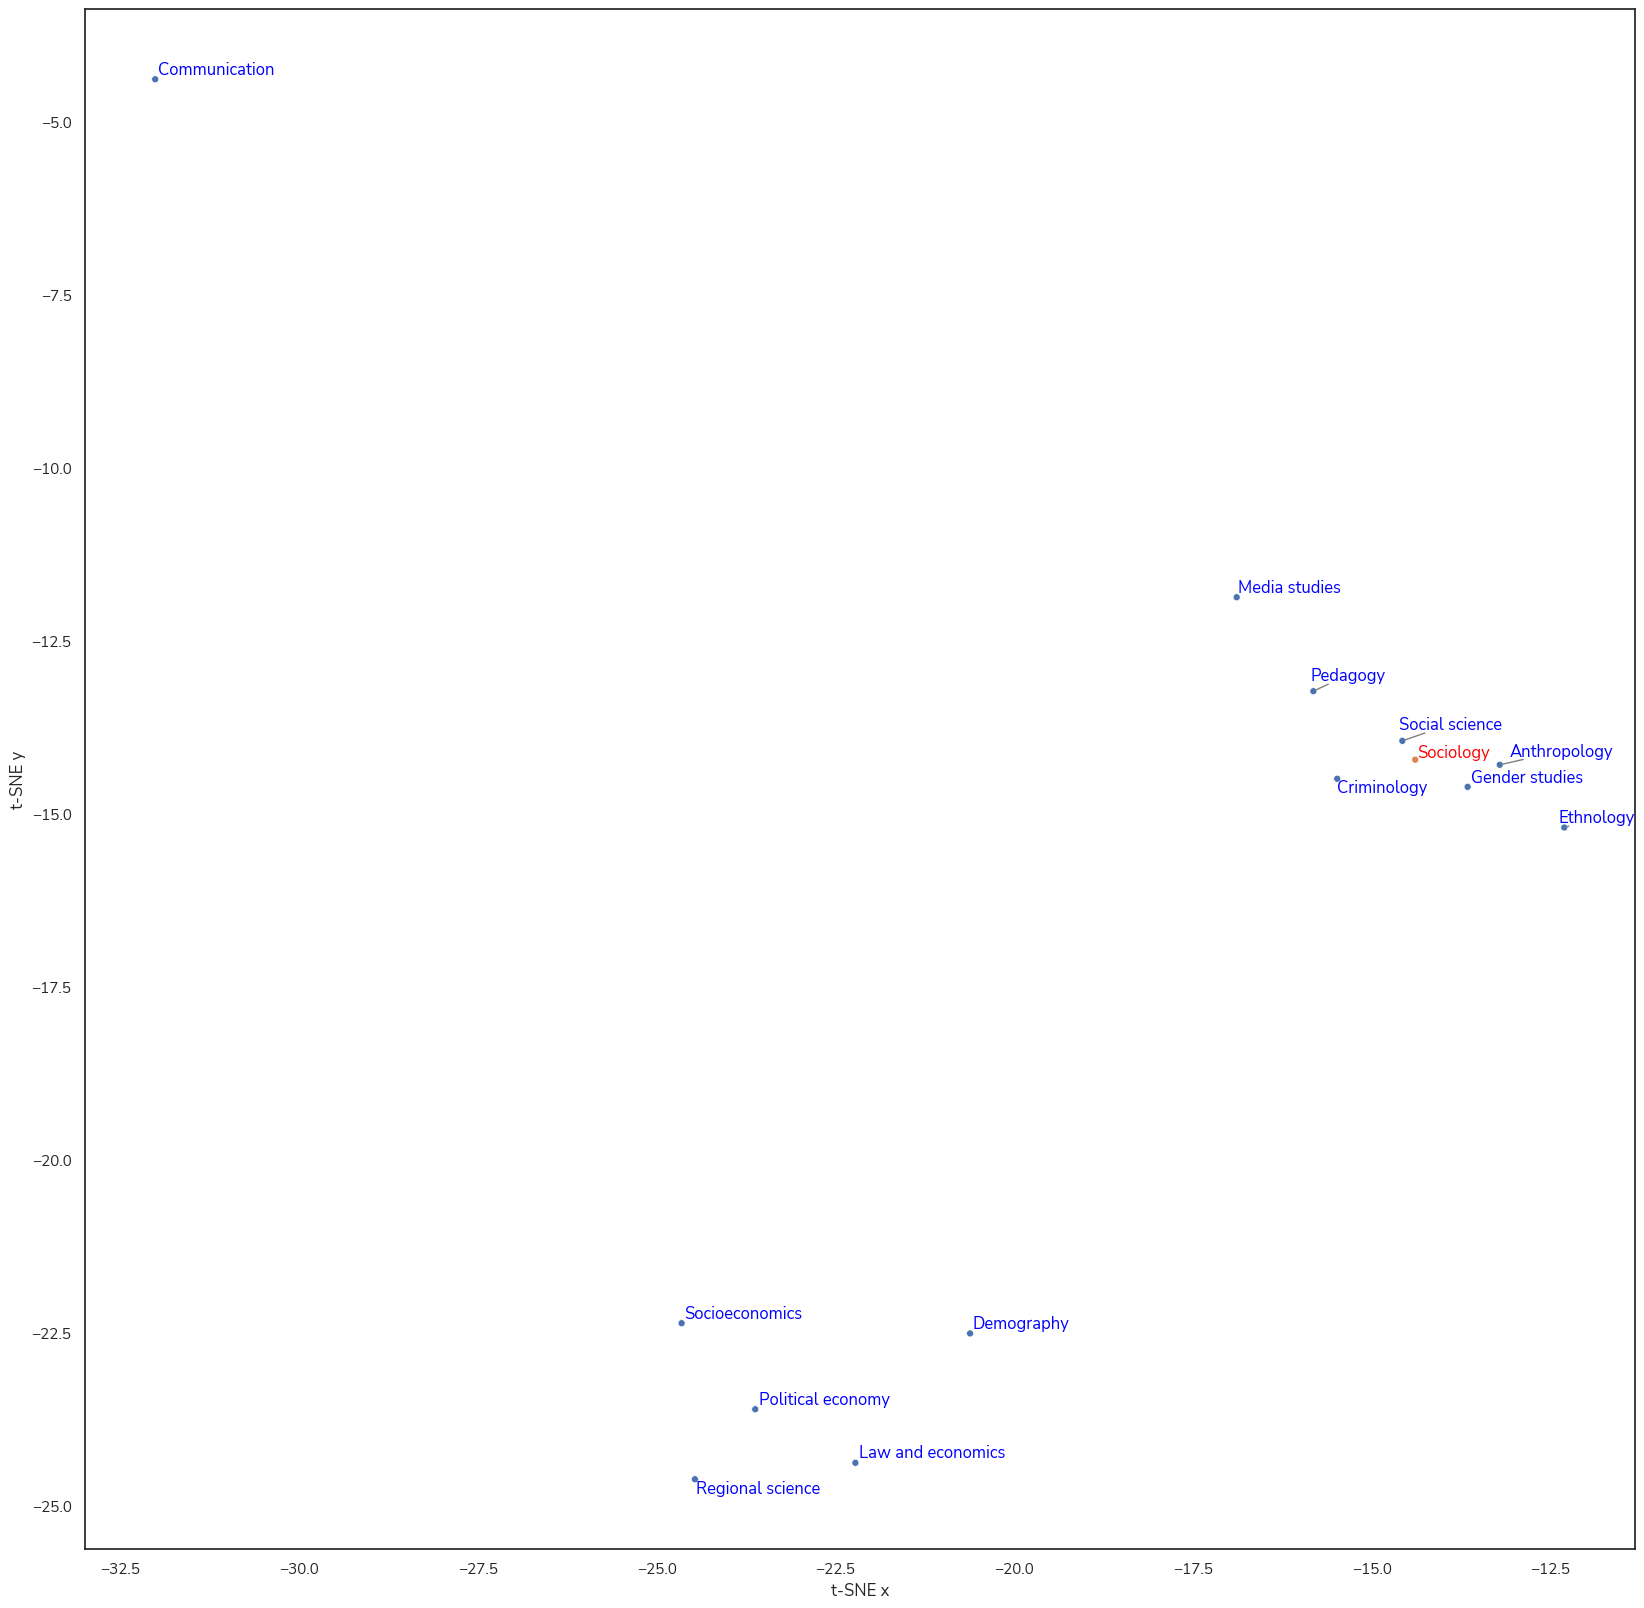 Communication
−5.0
−7.5
−10.0
Media studies
−12.5
Pedagogy
Social science
Sociology
Anthropology
Gender studies
Criminology
−15.0
Ethnology
t-SNE y
−17.5
−20.0
Socioeconomics
−22.5
Demography
Political economy
Law and economics
Regional science
−25.0
−32.5 −30.0 −27.5 −25.0 −22.5 −20.0 −17.5 −15.0 −12.5
t-SNE x